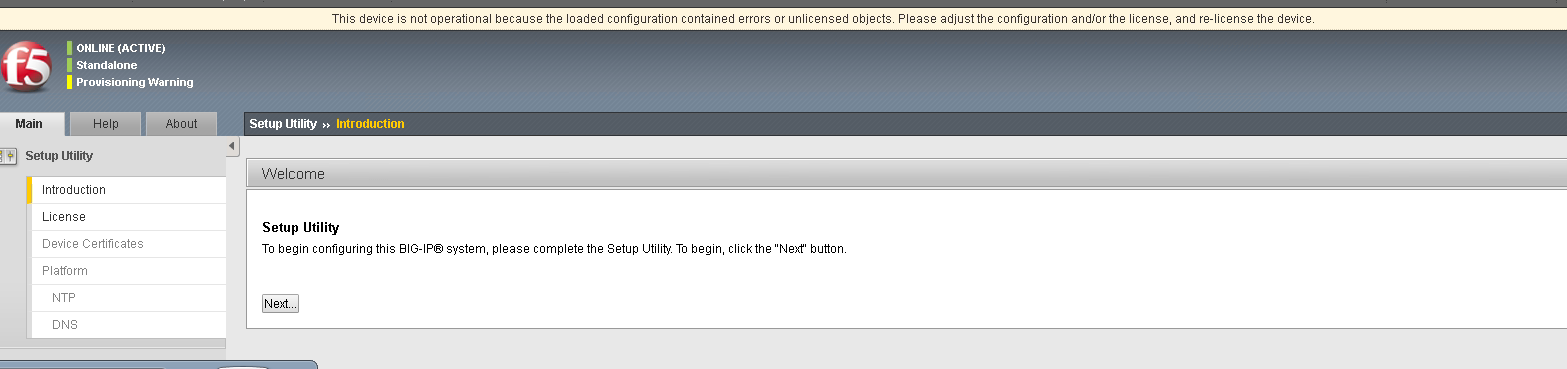 This device is not operational because the loaded configuration contained errors or unlicensed objects. Please adjust the configuration and/or the license, and re-license the device.
f5
ONLINE (ACTIVE)
Standalone
Provisioning Warning
Main Help About
Setup Utility ›› Introduction
Setup Utility
Introduction
License
Device Certificates
Platform
NTP
DNS
Welcome
Setup Utility
To begin configuring this BIG-IP® system, please complete the Setup Utility. To begin, click the "Next" button.
Next...